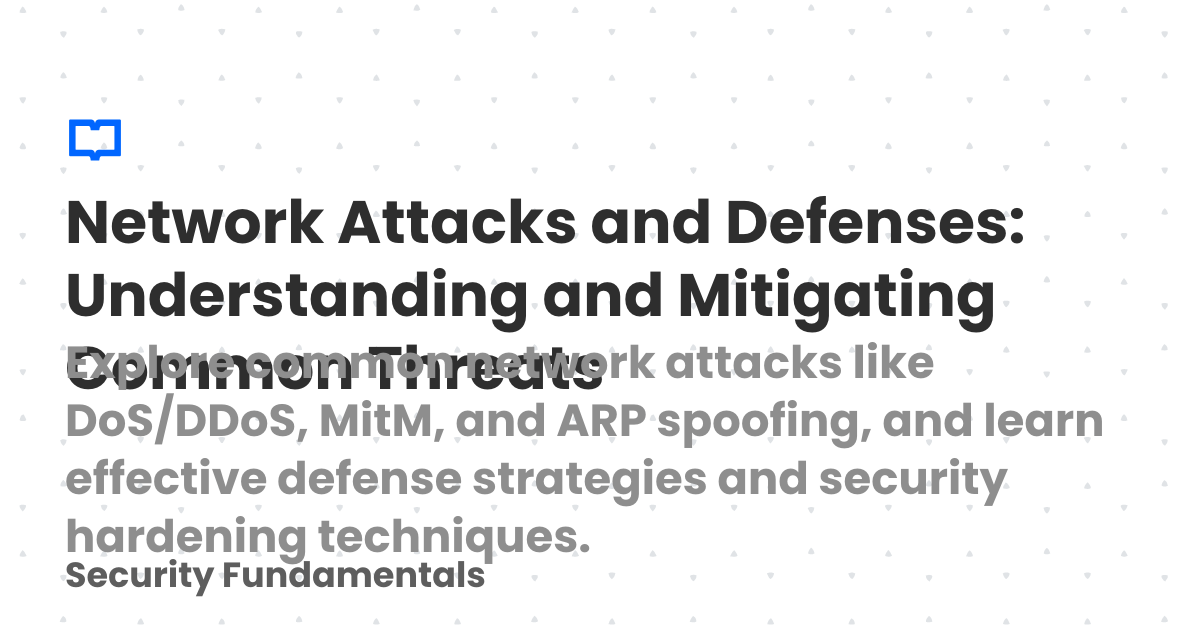 Network Attacks and Defenses:
Understanding and Mitigating
Common Threats
Explore common network attacks like
DoS/DDoS, MitM, and ARP spoofing, and learn
effective defense strategies and security
hardening techniques.
Security Fundamentals